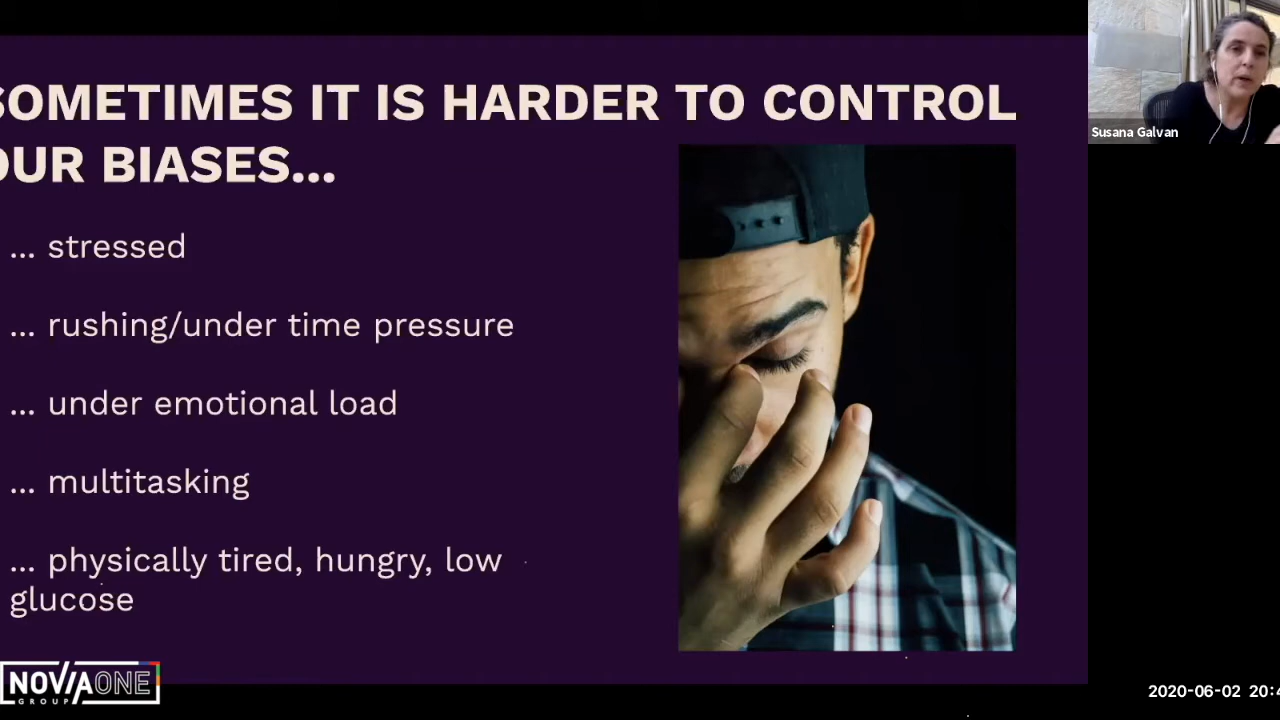 SOMETIMES IT IS HARDER TO CONTROL
OUR BIASES...
... stressed
... rushing/under time pressure
... under emotional load
... multitasking
... physically tired, hungry, low
glucose
NOVAONE
GROUP
Susana Galvan
2020-06-02 20:4